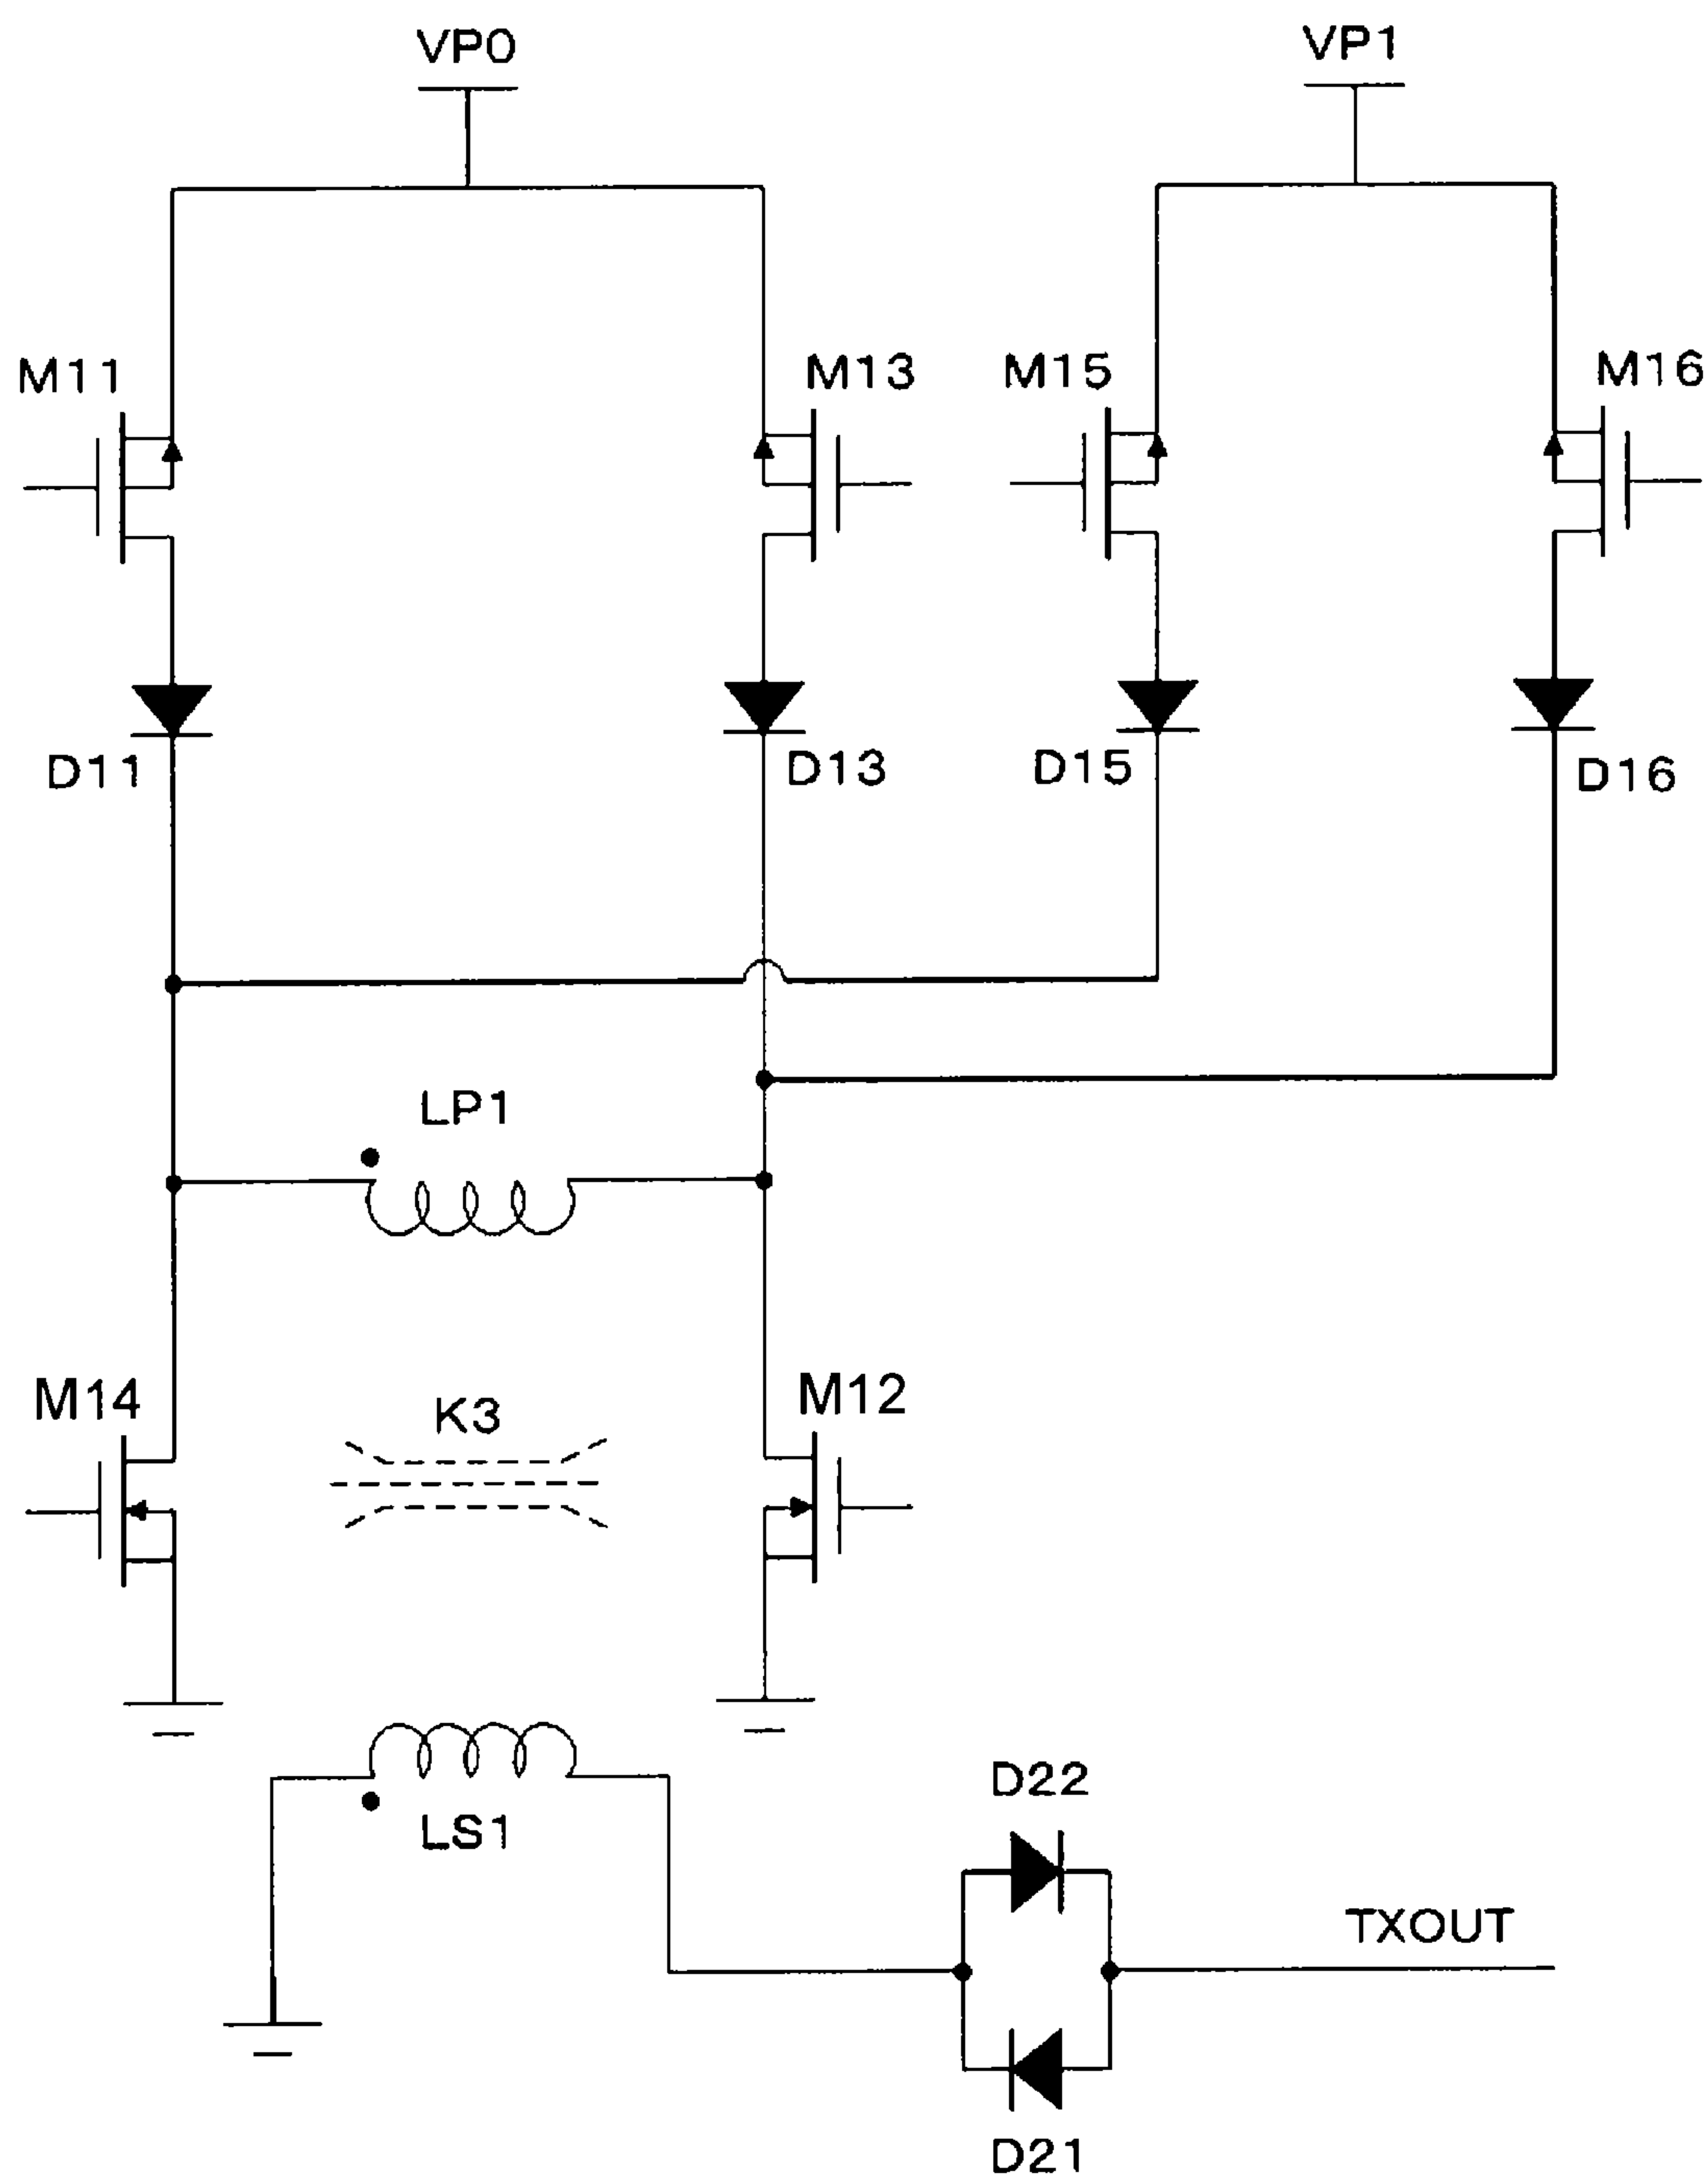 VP0
VP1
M11
M13
M15
M16
D11
D13
D15
D16
LP1
M14
K3
M12
LS1
D22
TXOUT
D21